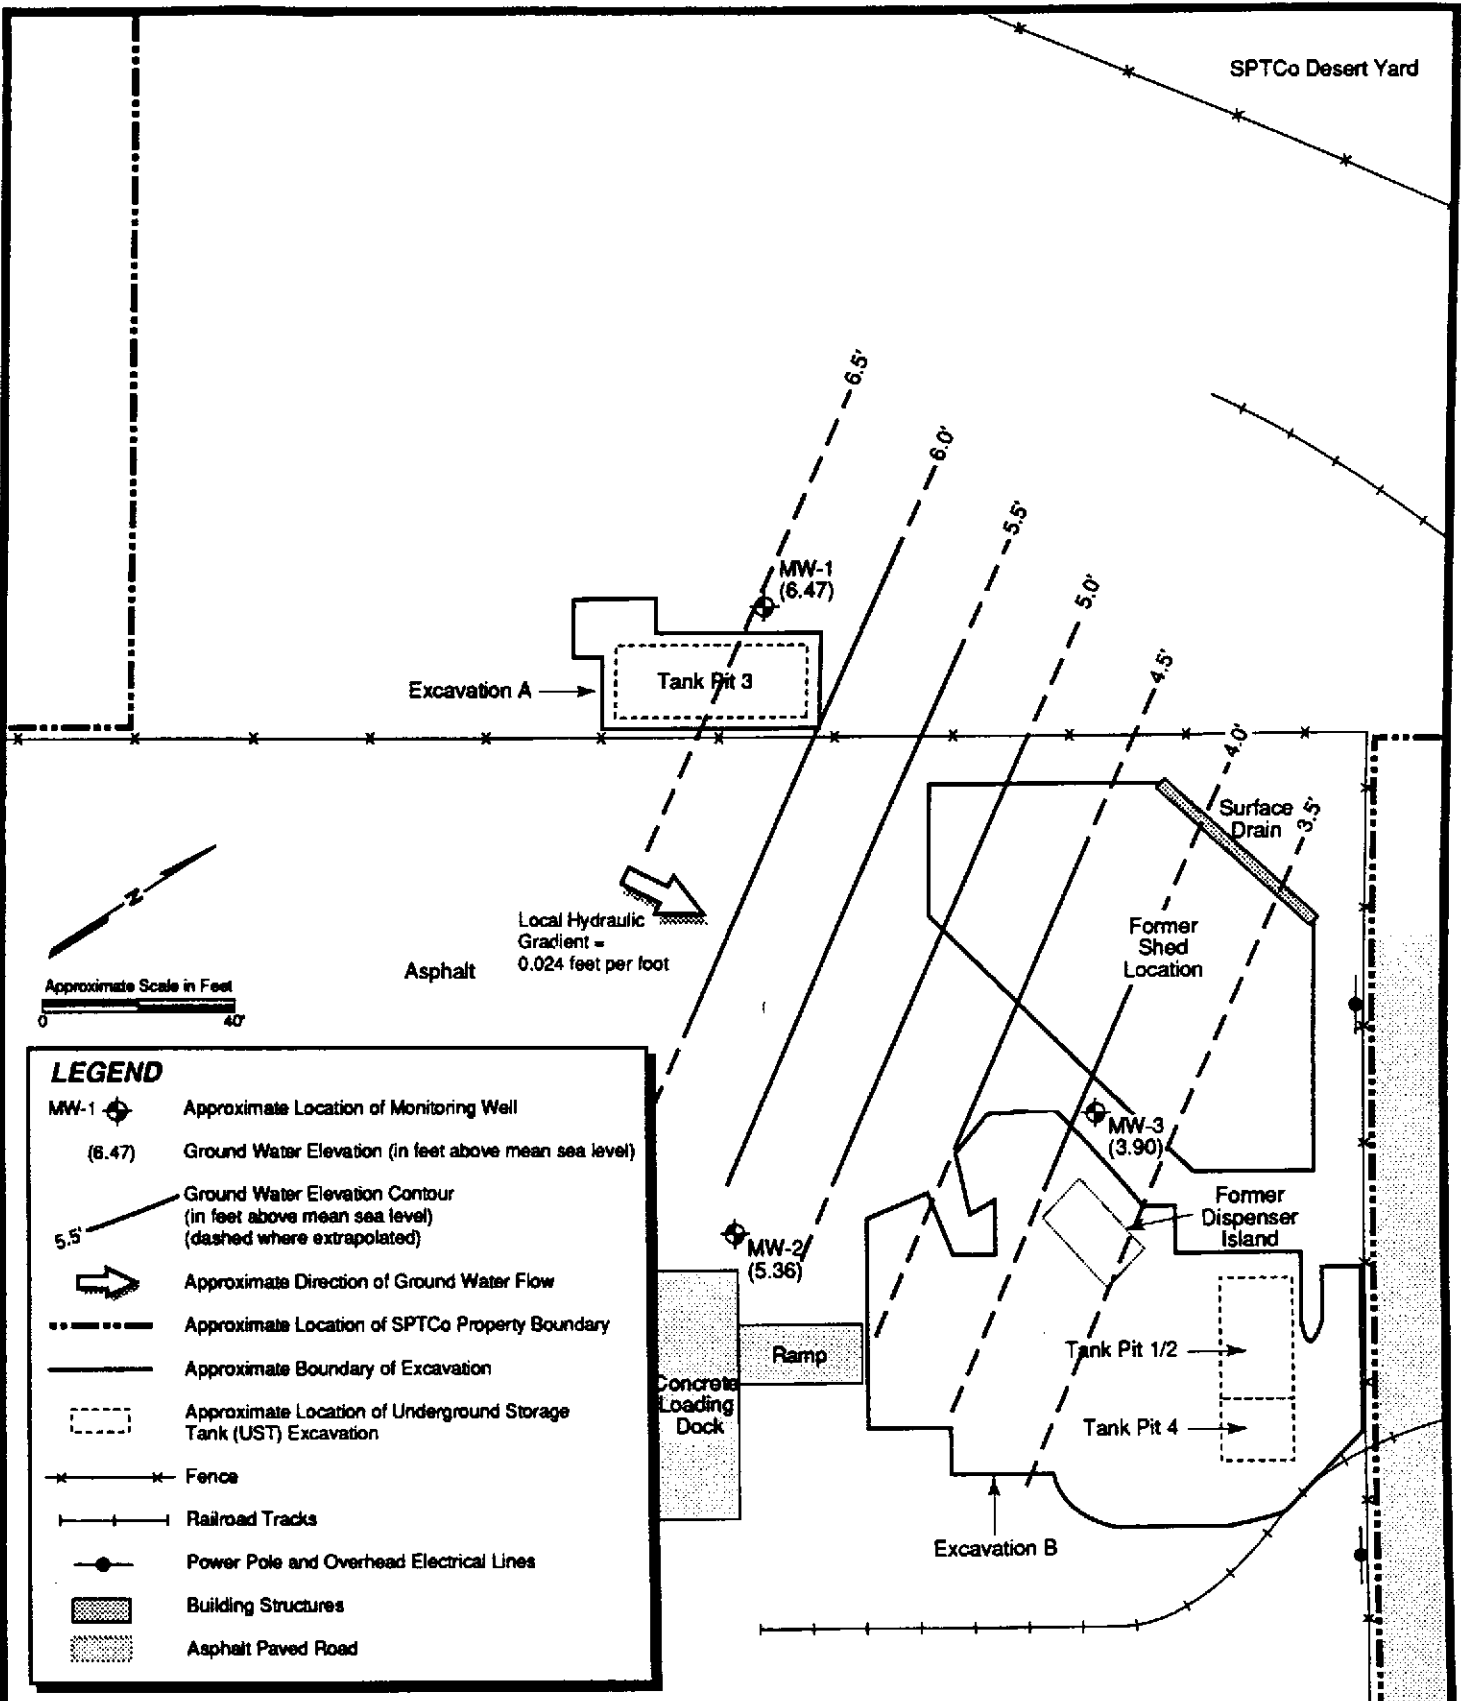 SPTCo Desert Yard
6.5'
6.0'
5.5'
5.0'
4.5'
4.0'
3.5'
MW-1
(6.47)
Tank Pit 3
Excavation A
Surface
Drain
N
Local Hydraulic
Gradient =
0.024 feet per foot
Asphalt
Former
Shed
Location
Approximate Scale in Feet
0 40'
MW-3
(3.90)
MW-2
(5.36)
Former
Dispenser
Island
Ramp
Concrete
Loading
Dock
Tank Pit 1/2
Tank Pit 4
Excavation B
LEGEND
MW-1 Approximate Location of Monitoring Well
(6.47) Ground Water Elevation (in feet above mean sea level)
5.5' Ground Water Elevation Contour
(in feet above mean sea level)
(dashed where extrapolated)
Approximate Direction of Ground Water Flow
Approximate Location of SPTCo Property Boundary
Approximate Boundary of Excavation
Approximate Location of Underground Storage
Tank (UST) Excavation
Fence
Railroad Tracks
Power Pole and Overhead Electrical Lines
Building Structures
Asphalt Paved Road